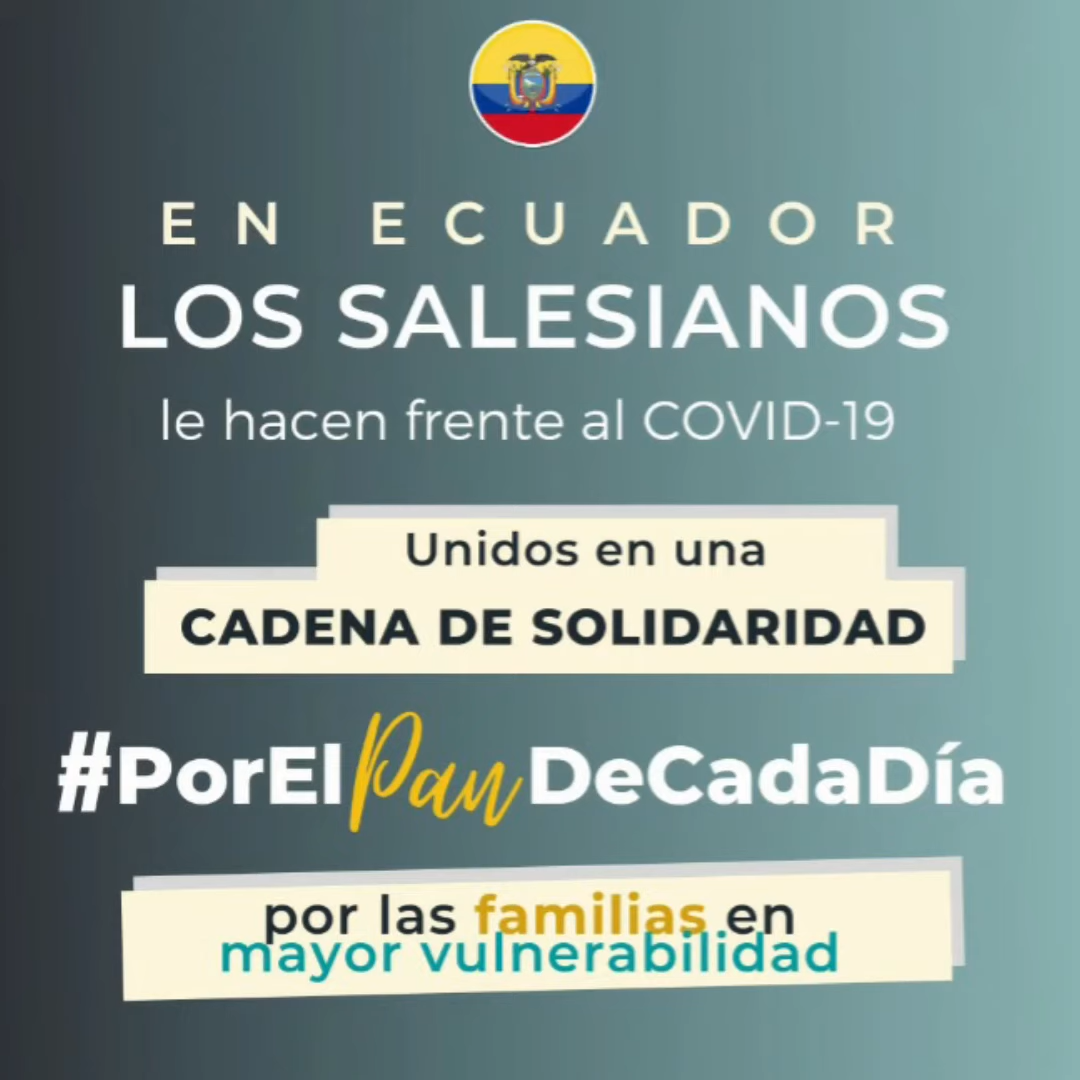 EN ECUADOR
LOS SALESIANOS
le hacen frente al COVID-19
Unidos en una
CADENA DE SOLIDARIDAD
#PorElPanDeCadaDía
por las familias en
mayor vulnerabilidad